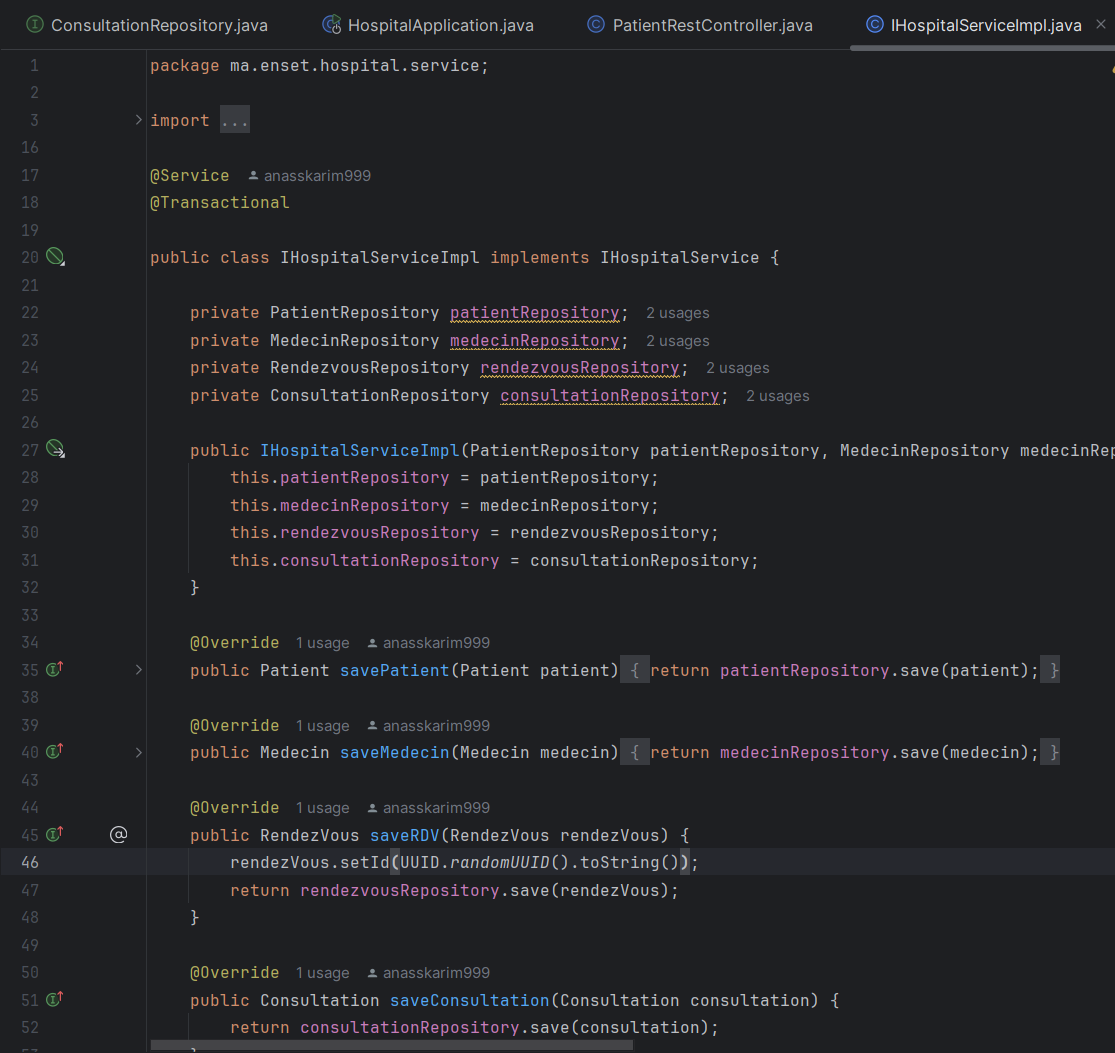 ConsultationRepository.java HospitalApplication.java PatientRestController.java IHospitalServiceImpl.java
1 package ma.enset.hospital.service;
2
3 import ...
16
17 @Service anasskarim999
18 @Transactional
19
20 public class IHospitalServiceImpl implements IHospitalService {
21
22 private PatientRepository patientRepository; 2 usages
23 private MedecinRepository medecinRepository; 2 usages
24 private RendezvousRepository rendezvousRepository; 2 usages
25 private ConsultationRepository consultationRepository; 2 usages
26
27 public IHospitalServiceImpl(PatientRepository patientRepository, MedecinRepository medecinRep
28 this.patientRepository = patientRepository;
29 this.medecinRepository = medecinRepository;
30 this.rendezvousRepository = rendezvousRepository;
31 this.consultationRepository = consultationRepository;
32 }
33
34 @Override 1 usage anasskarim999
35 public Patient savePatient(Patient patient) { return patientRepository.save(patient); }
38
39 @Override 1 usage anasskarim999
40 public Medecin saveMedecin(Medecin medecin) { return medecinRepository.save(medecin); }
43
44 @Override 1 usage anasskarim999
45 public RendezVous saveRDV(RendezVous rendezVous) {
46 rendezVous.setId(UUID.randomUUID().toString());
47 return rendezvousRepository.save(rendezVous);
48 }
49
50 @Override 1 usage anasskarim999
51 public Consultation saveConsultation(Consultation consultation) {
52 return consultationRepository.save(consultation);